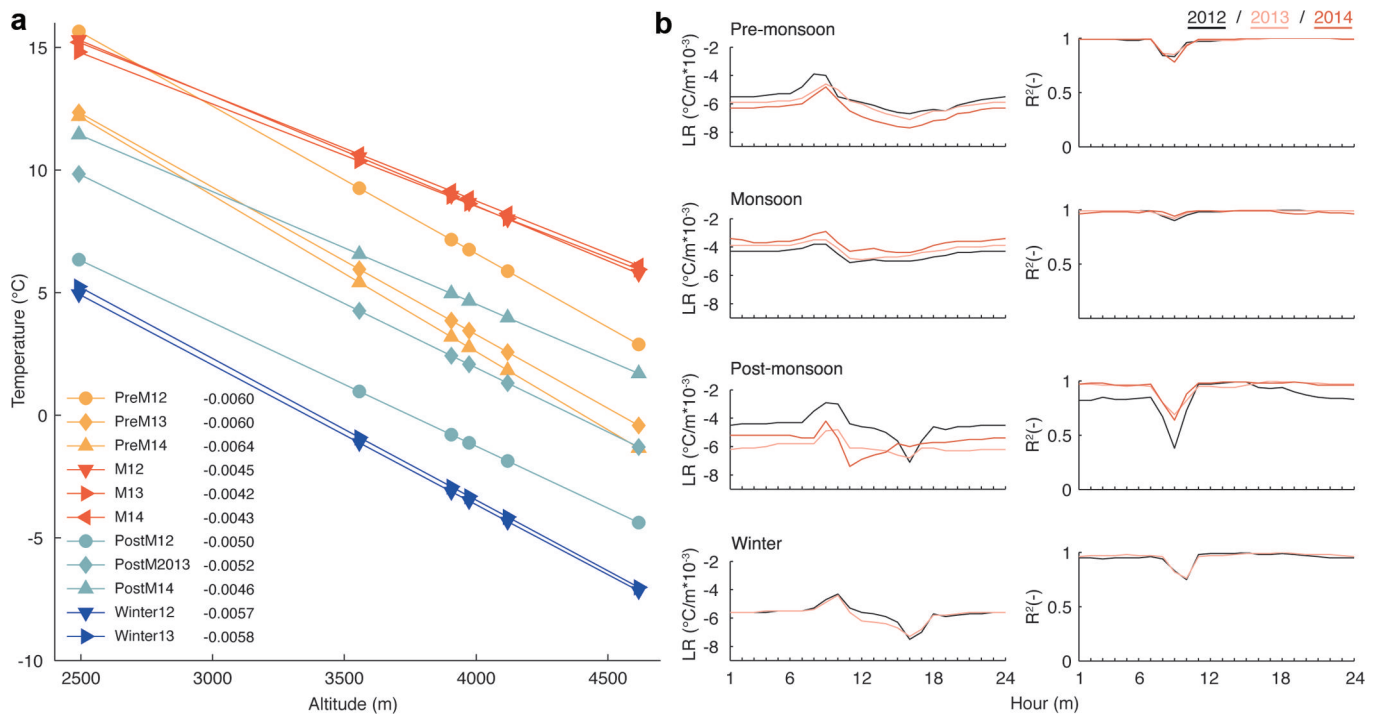 a
15
10
5
0
-5
-10
Temperature (°C)
2500 3000 3500 4000 4500
Altitude (m)
PreM12 -0.0060
PreM13 -0.0060
PreM14 -0.0064
M12 -0.0045
M13 -0.0042
M14 -0.0043
PostM12 -0.0050
PostM2013 -0.0052
PostM14 -0.0046
Winter12 -0.0057
Winter13 -0.0058
b
2012 / 2013 / 2014
Pre-monsoon
-2
-4
-6
-8
LR (°C/m*10⁻³)
1
0.5
0
R²(-)
Monsoon
-2
-4
-6
-8
LR (°C/m*10⁻³)
1
0.5
R²(-)
Post-monsoon
-2
-4
-6
-8
LR (°C/m*10⁻³)
1
0.5
0
R²(-)
Winter
-2
-4
-6
-8
LR (°C/m*10⁻³)
1 6 12 18 24
1
0.5
0
R²(-)
1 6 12 18 24
Hour (m)